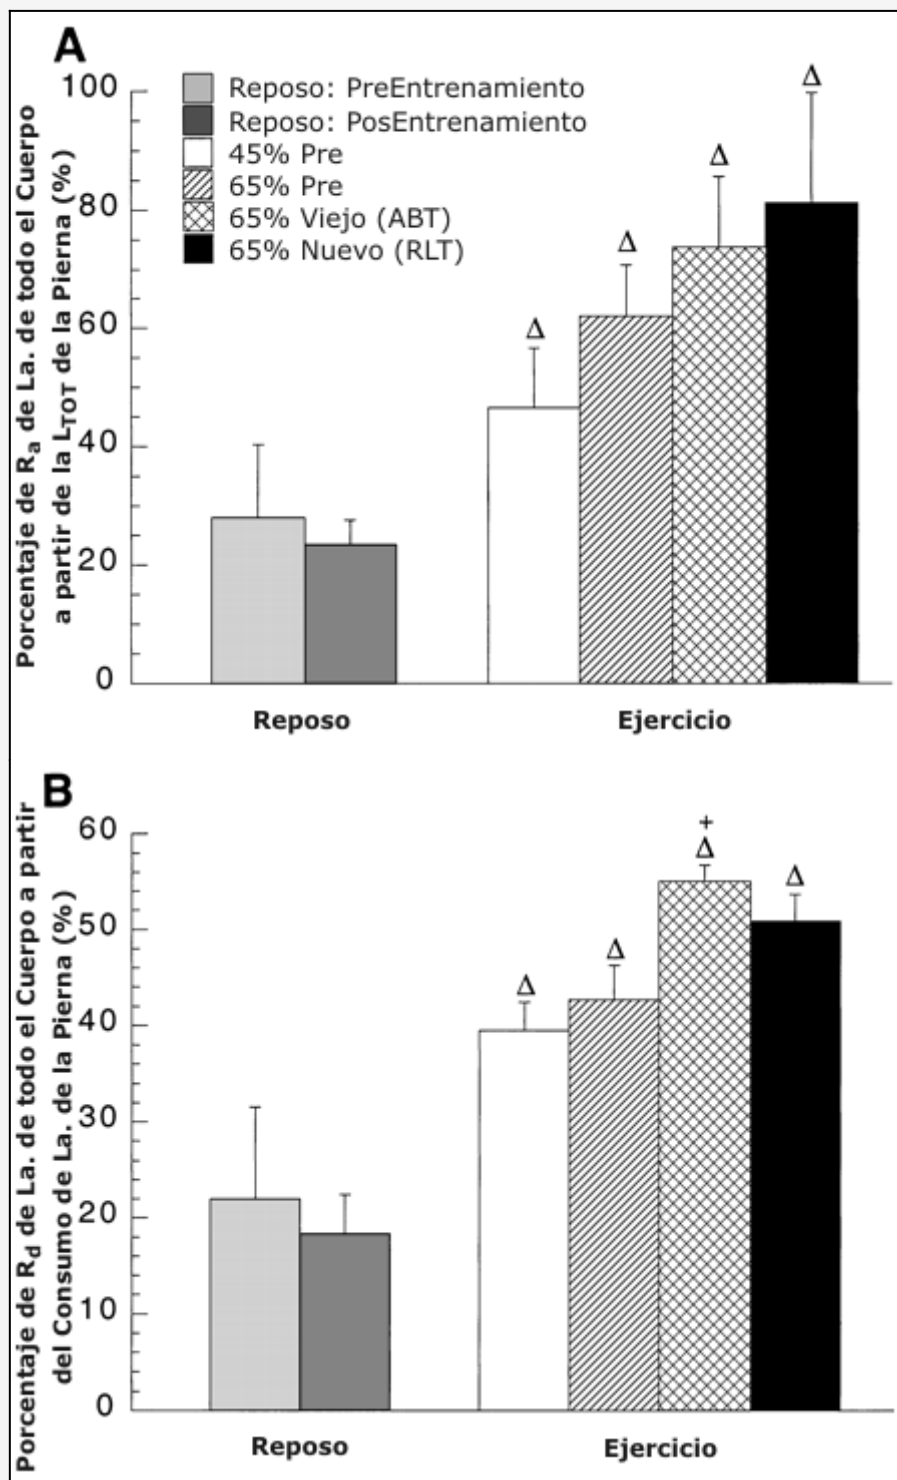 A
Porcentaje de Ra de La. de todo el Cuerpo
a partir de la LTOT de la Pierna (%)
100
80
60
40
20
0
Reposo: PreEntrenamiento
Reposo: PosEntrenamiento
45% Pre
65% Pre
65% Viejo (ABT)
65% Nuevo (RLT)
Δ
Δ
Δ
Δ
Reposo
Ejercicio
B
Porcentaje de Rd de La. de todo el Cuerpo a partir
del Consumo de La. de la Pierna (%)
60
50
40
30
20
10
0
Δ
Δ
+
Δ
Δ
Reposo
Ejercicio